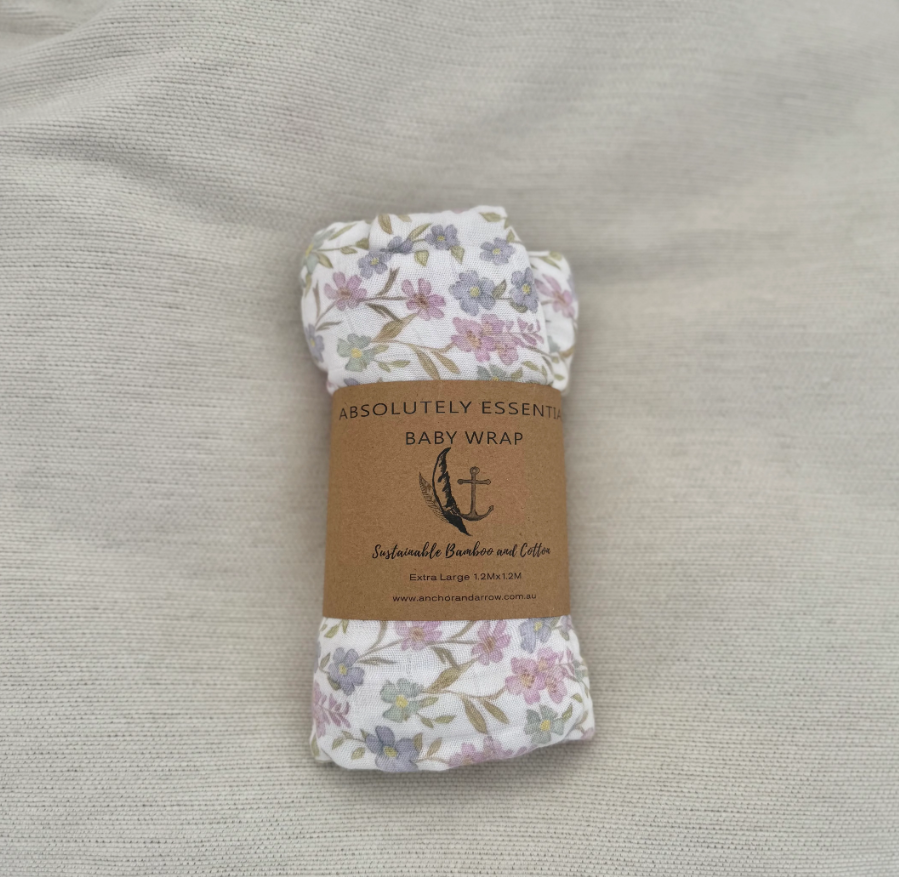 ABSOLUTELY ESSENTIA
BABY WRAP
Sustainable Bamboo and Cotton
Extra Large 1.2Mx1.2M
www.anchorandarrow.com.au